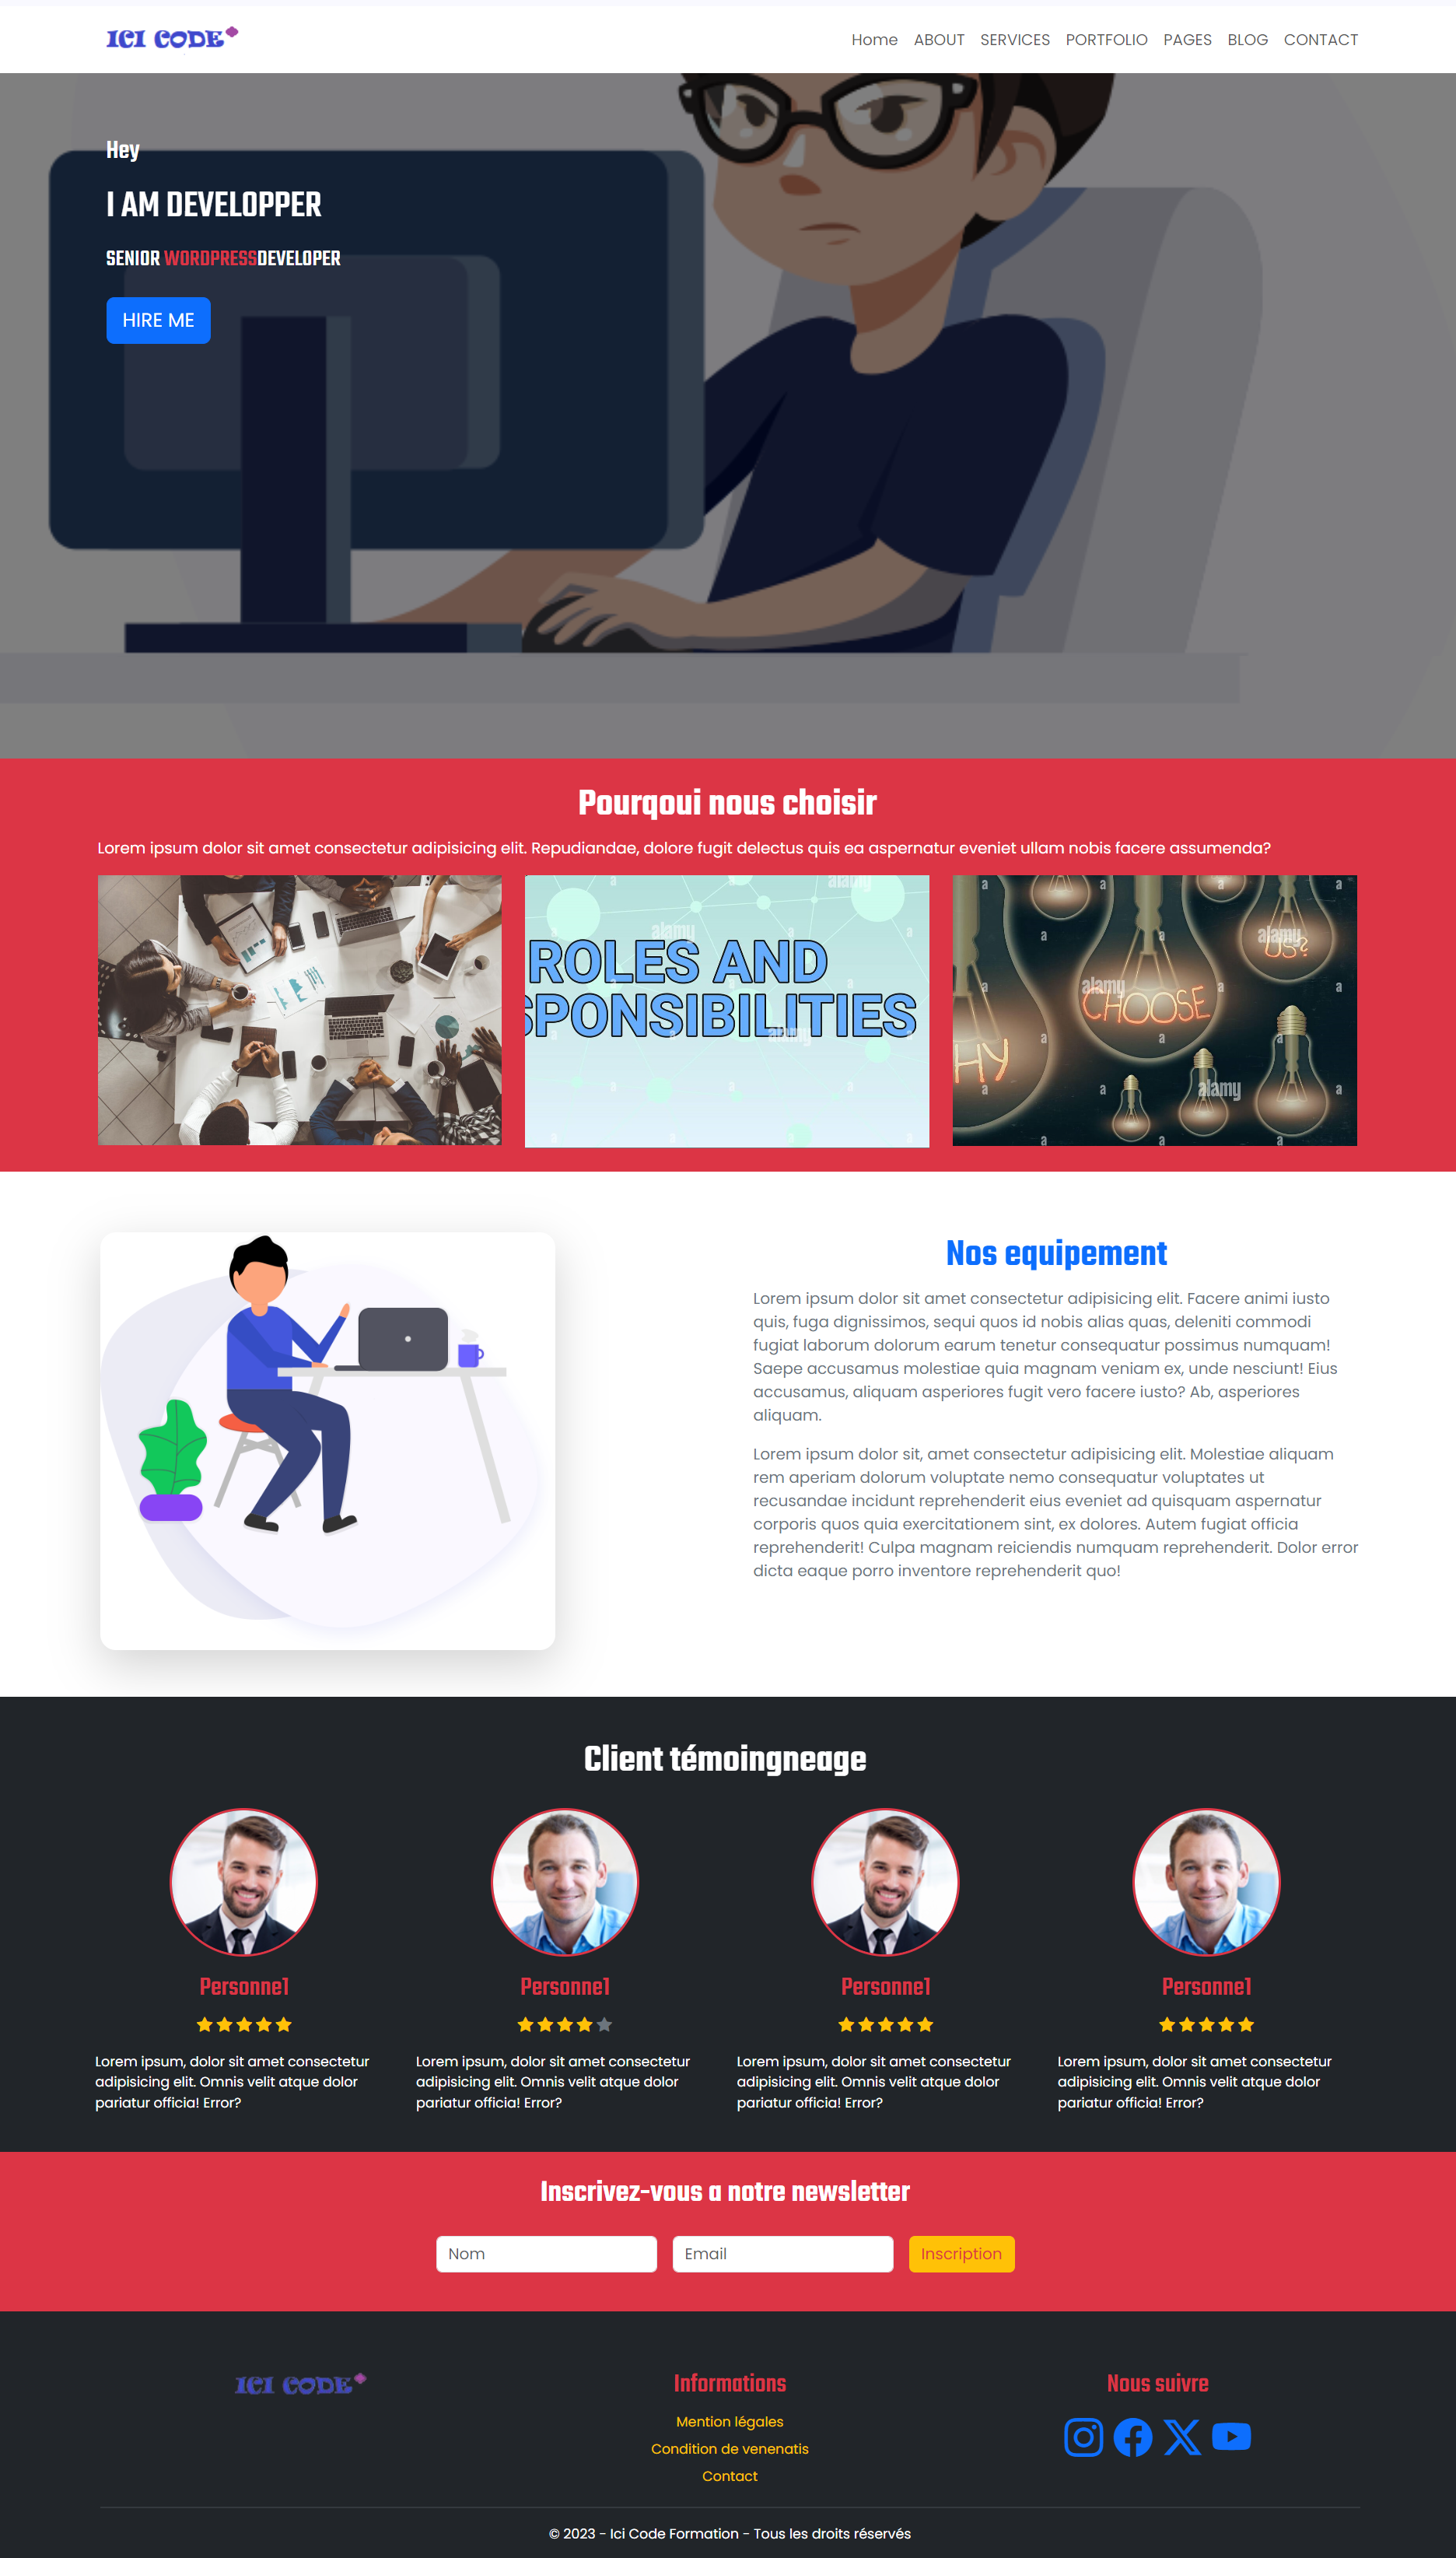 ICI CODE
Home ABOUT SERVICES PORTFOLIO PAGES BLOG CONTACT
Hey
I AM DEVELOPPER
SENIOR WORDPRESSDEVELOPER
HIRE ME
Pourqoui nous choisir
Lorem ipsum dolor sit amet consectetur adipisicing elit. Repudiandae, dolore fugit delectus quis ea aspernatur eveniet ullam nobis facere assumenda?
ROLES AND
SPONSIBILITIES
alamy
alamy
alamy
HY
CHOOSE
US?
alamy
alamy
alamy
Nos equipement
Lorem ipsum dolor sit amet consectetur adipisicing elit. Facere animi iusto
quis, fuga dignissimos, sequi quos id nobis alias quas, deleniti commodi
fugiat laborum dolorum earum tenetur consequatur possimus numquam!
Saepe accusamus molestiae quia magnam veniam ex, unde nesciunt! Eius
accusamus, aliquam asperiores fugit vero facere iusto? Ab, asperiores
aliquam.
Lorem ipsum dolor sit, amet consectetur adipisicing elit. Molestiae aliquam
rem aperiam dolorum voluptate nemo consequatur voluptates ut
recusandae incidunt reprehenderit eius eveniet ad quisquam aspernatur
corporis quos quia exercitationem sint, ex dolores. Autem fugiat officia
reprehenderit! Culpa magnam reiciendis numquam reprehenderit. Dolor error
dicta eaque porro inventore reprehenderit quo!
Client témoingneage
Personne1
Lorem ipsum, dolor sit amet consectetur
adipisicing elit. Omnis velit atque dolor
pariatur officia! Error?
Personne1
Lorem ipsum, dolor sit amet consectetur
adipisicing elit. Omnis velit atque dolor
pariatur officia! Error?
Personne1
Lorem ipsum, dolor sit amet consectetur
adipisicing elit. Omnis velit atque dolor
pariatur officia! Error?
Personne1
Lorem ipsum, dolor sit amet consectetur
adipisicing elit. Omnis velit atque dolor
pariatur officia! Error?
Inscrivez-vous a notre newsletter
Nom Email Inscription
ICI CODE
Informations
Mention légales
Condition de venenatis
Contact
Nous suivre
© 2023 - Ici Code Formation - Tous les droits réservés